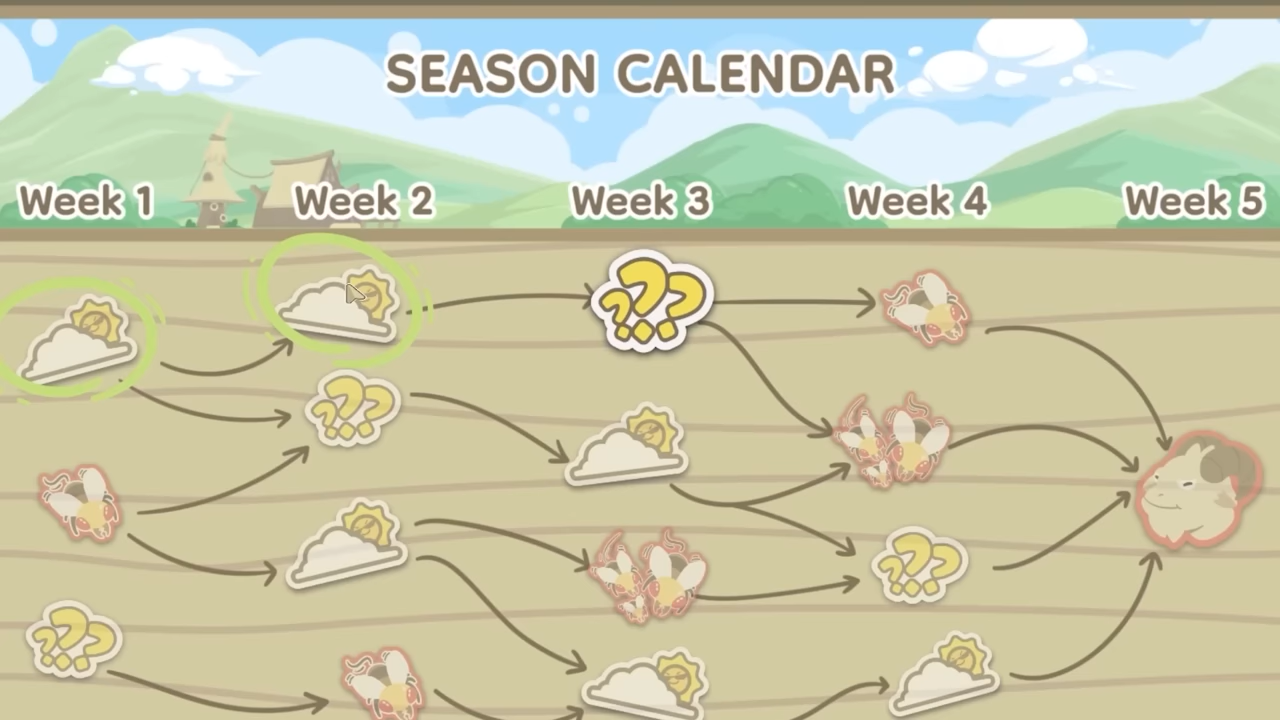 SEASON CALENDAR
Week 1
Week 2
Week 3
Week 4
Week 5
???
???
???
???